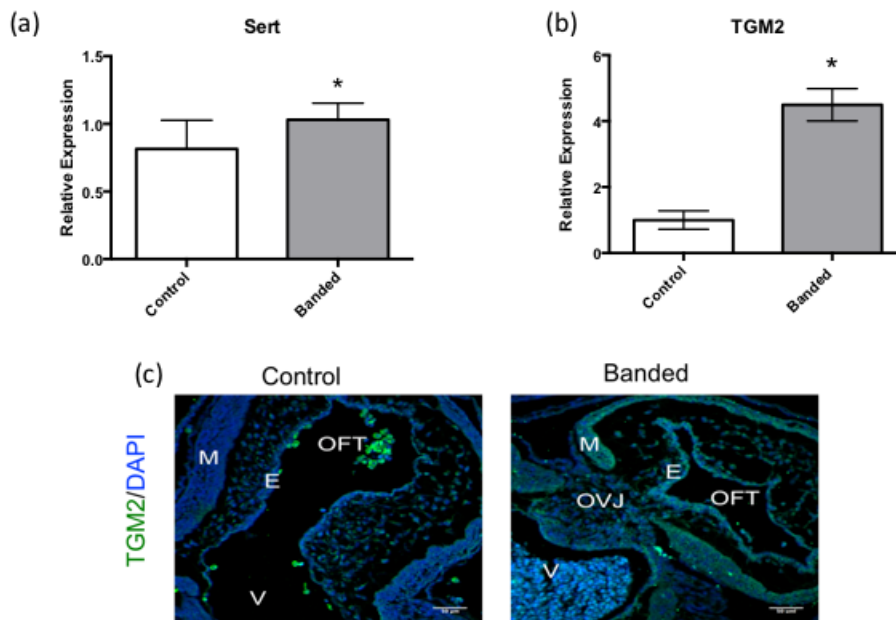 (a)
Sert
Relative Expression
1.5
1.0
0.5
0.0
*
Control
Banded
(b)
TGM2
Relative Expression
6
4
2
0
*
Control
Banded
(c)
Control
Banded
TGM2/DAPI
M
E
OFT
V
M
E
OVJ
OFT
V